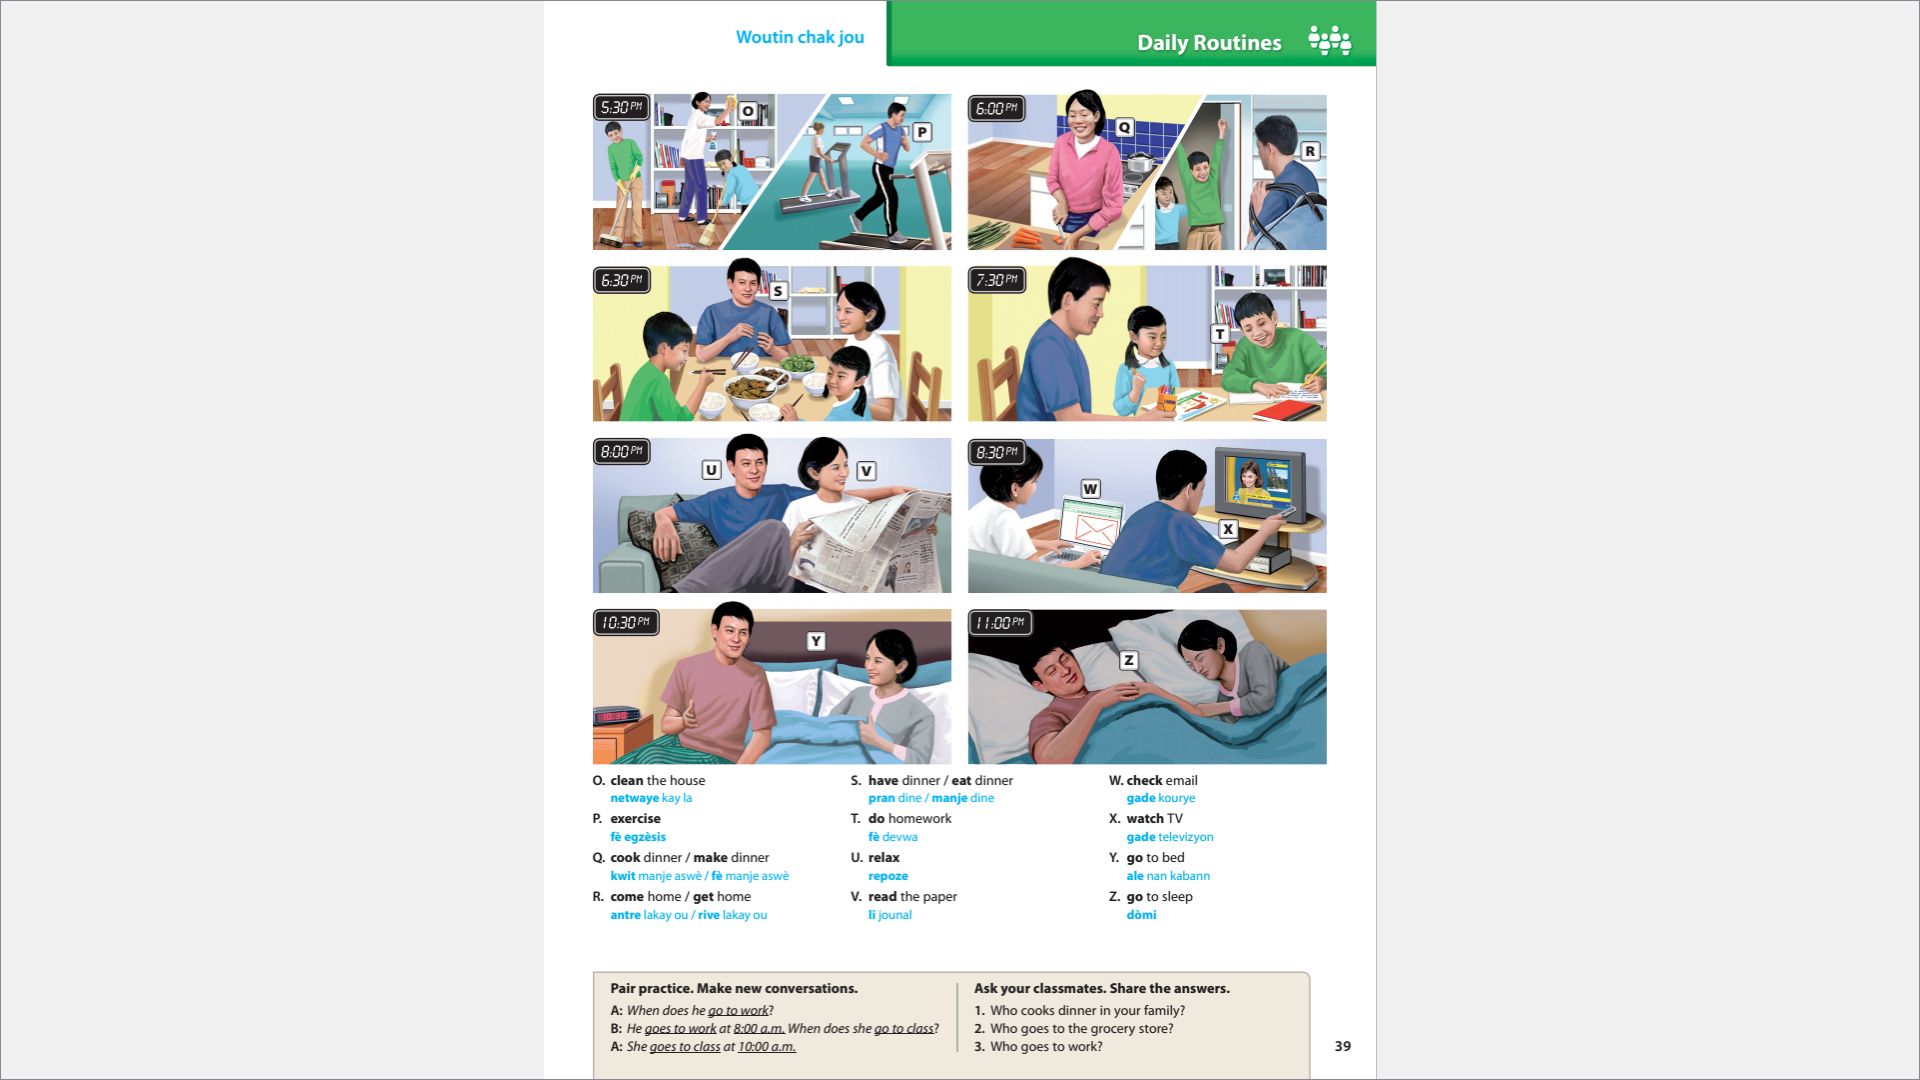 Woutin chak jou
Daily Routines
5:30 PM
O
P
6:00 PM
Q
R
6:30 PM
S
7:30 PM
T
8:00 PM
U
V
8:30 PM
W
X
10:30 PM
Y
10:30
11:00 PM
Z
O. clean the house
netwaye kay la
P. exercise
fè egzèsis
Q. cook dinner / make dinner
kwit manje aswè / fè manje aswè
R. come home / get home
antre lakay ou / rive lakay ou
S. have dinner / eat dinner
pran dine / manje dine
T. do homework
fè devwa
U. relax
repoze
V. read the paper
li jounal
W. check email
gade kourye
X. watch TV
gade televizyon
Y. go to bed
ale nan kabann
Z. go to sleep
dòmi
Pair practice. Make new conversations.
A: When does he go to work?
B: He goes to work at 8:00 a.m. When does she go to class?
A: She goes to class at 10:00 a.m.
Ask your classmates. Share the answers.
1. Who cooks dinner in your family?
2. Who goes to the grocery store?
3. Who goes to work?
39